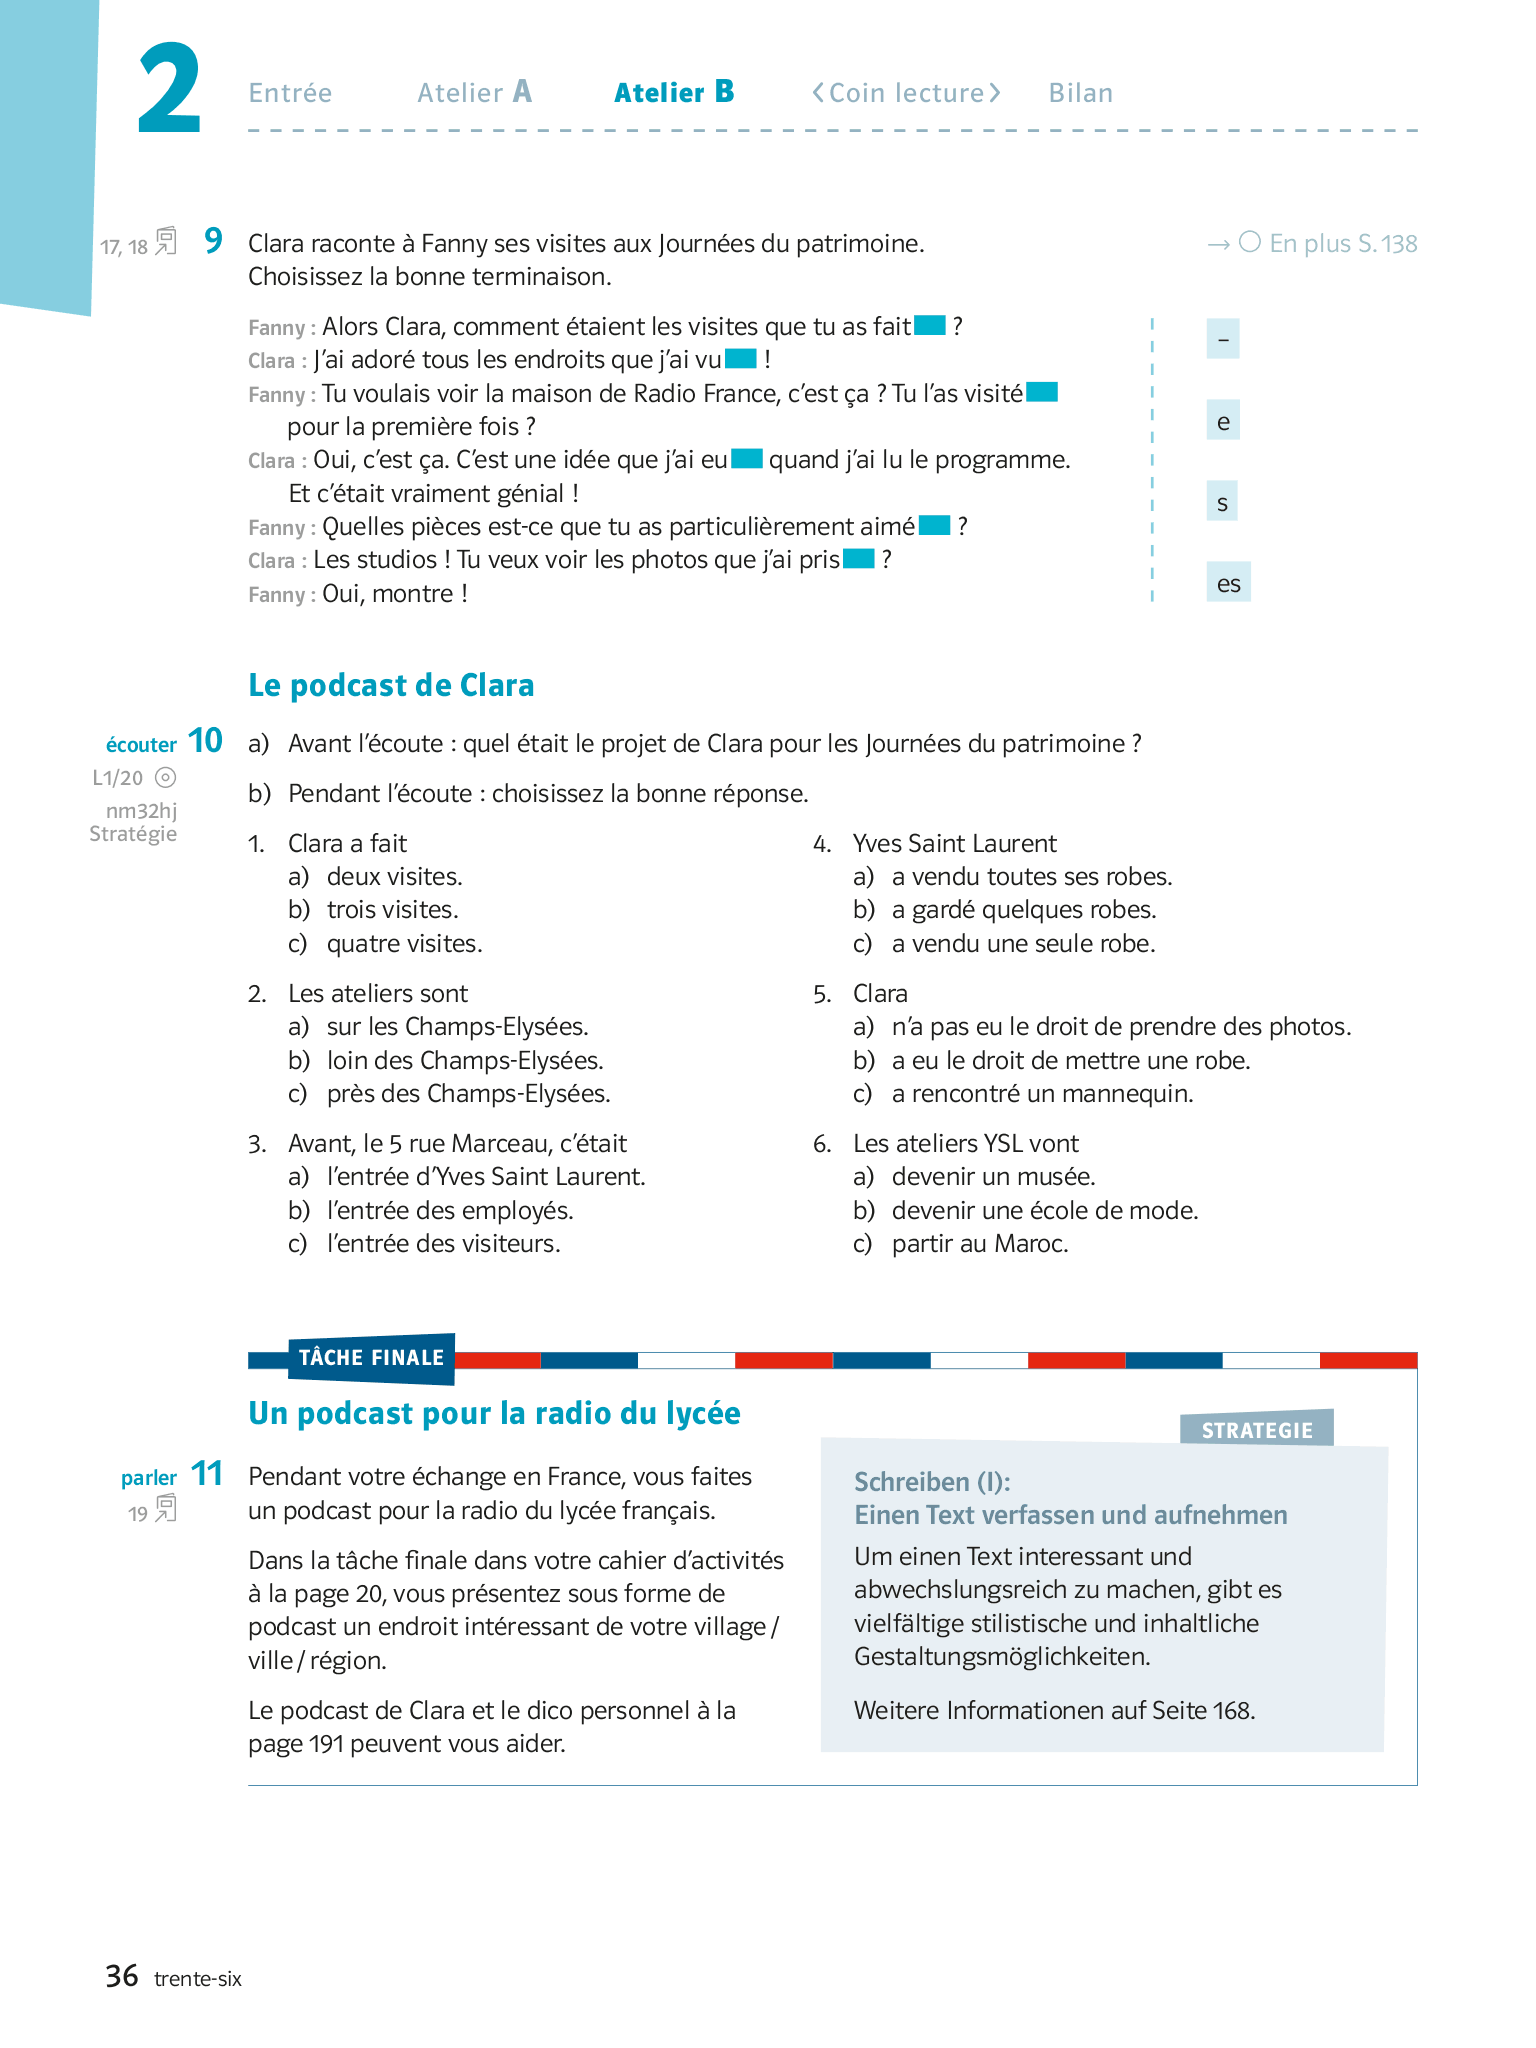 2
Entrée Atelier A Atelier B ‹Coin lecture› Bilan
17, 18 9 Clara raconte à Fanny ses visites aux Journées du patrimoine. → ○ En plus S. 138
Choisissez la bonne terminaison.
Fanny : Alors Clara, comment étaient les visites que tu as fait ?
Clara : J’ai adoré tous les endroits que j’ai vu !
Fanny : Tu voulais voir la maison de Radio France, c’est ça ? Tu l’as visité
pour la première fois ?
Clara : Oui, c’est ça. C’est une idée que j’ai eu quand j’ai lu le programme.
Et c’était vraiment génial !
Fanny : Quelles pièces est-ce que tu as particulièrement aimé ?
Clara : Les studios ! Tu veux voir les photos que j’ai pris ?
Fanny : Oui, montre !
–
e
s
es
Le podcast de Clara
écouter 10 a) Avant l’écoute : quel était le projet de Clara pour les Journées du patrimoine ?
L1/20
nm32hj
Stratégie
b) Pendant l’écoute : choisissez la bonne réponse.
1. Clara a fait
a) deux visites.
b) trois visites.
c) quatre visites.
2. Les ateliers sont
a) sur les Champs-Elysées.
b) loin des Champs-Elysées.
c) près des Champs-Elysées.
3. Avant, le 5 rue Marceau, c’était
a) l’entrée d’Yves Saint Laurent.
b) l’entrée des employés.
c) l’entrée des visiteurs.
4. Yves Saint Laurent
a) a vendu toutes ses robes.
b) a gardé quelques robes.
c) a vendu une seule robe.
5. Clara
a) n’a pas eu le droit de prendre des photos.
b) a eu le droit de mettre une robe.
c) a rencontré un mannequin.
6. Les ateliers YSL vont
a) devenir un musée.
b) devenir une école de mode.
c) partir au Maroc.
TÂCHE FINALE
Un podcast pour la radio du lycée
parler 11 Pendant votre échange en France, vous faites
19
un podcast pour la radio du lycée français.
Dans la tâche finale dans votre cahier d’activités
à la page 20, vous présentez sous forme de
podcast un endroit intéressant de votre village /
ville / région.
Le podcast de Clara et le dico personnel à la
page 191 peuvent vous aider.
STRATEGIE
Schreiben (I):
Einen Text verfassen und aufnehmen
Um einen Text interessant und
abwechslungsreich zu machen, gibt es
vielfältige stilistische und inhaltliche
Gestaltungsmöglichkeiten.
Weitere Informationen auf Seite 168.
36 trente-six